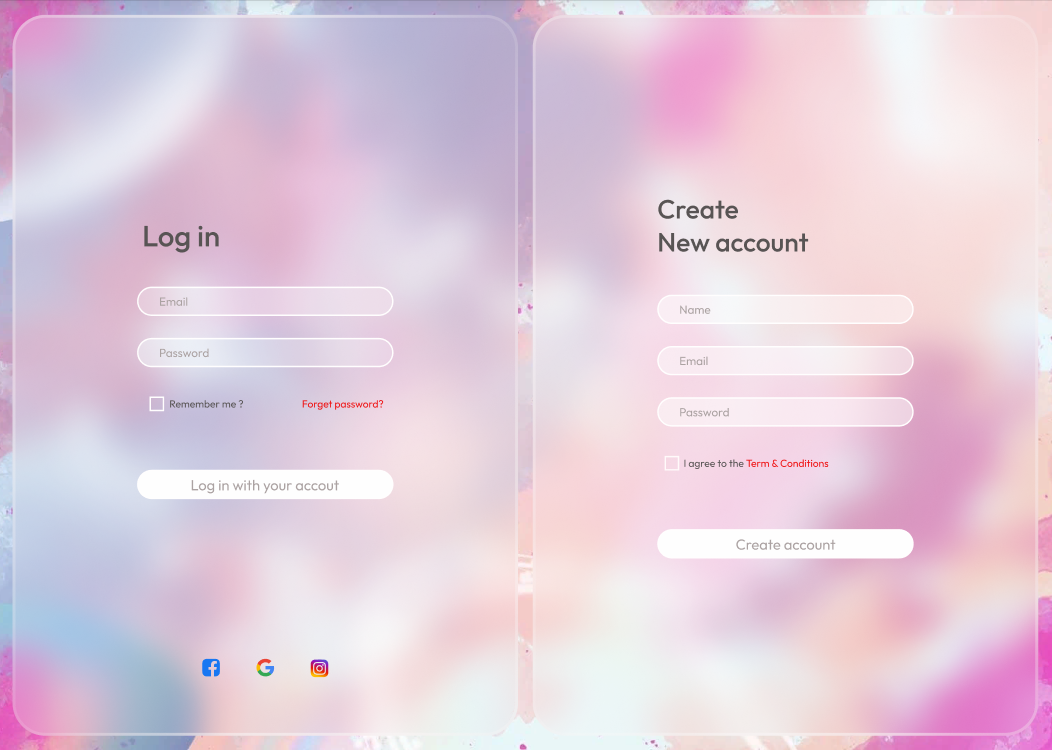 Log in
Email
Password
Remember me ?
Forget password?
Log in with your accout
Create
New account
Name
Email
Password
I agree to the Term & Conditions
Create account